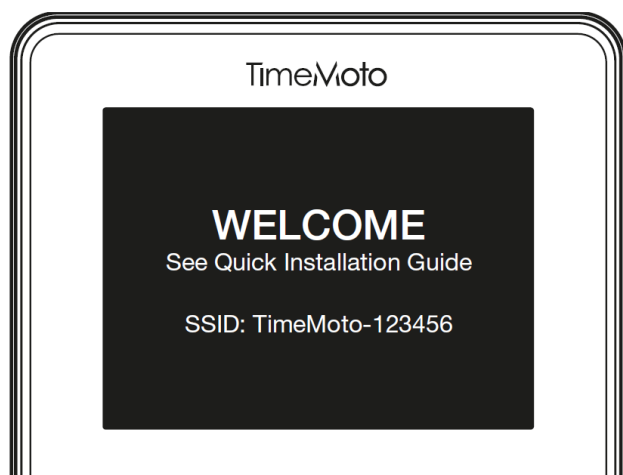 TimeMoto
WELCOME
See Quick Installation Guide
SSID: TimeMoto-123456